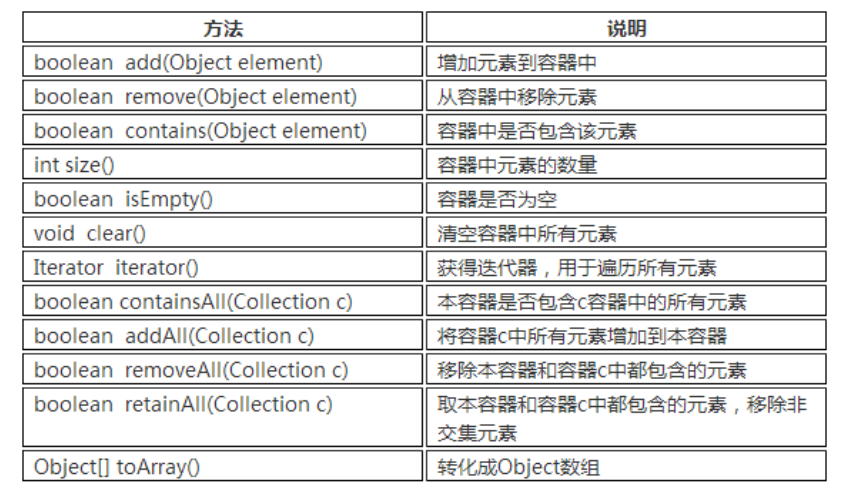 方法 说明
boolean add(Object element) 增加元素到容器中
boolean remove(Object element) 从容器中移除元素
boolean contains(Object element) 容器中是否包含该元素
int size() 容器中元素的数量
boolean isEmpty() 容器是否为空
void clear() 清空容器中所有元素
Iterator iterator() 获得迭代器，用于遍历所有元素
boolean containsAll(Collection c) 本容器是否包含c容器中的所有元素
boolean addAll(Collection c) 将容器c中所有元素增加到本容器
boolean removeAll(Collection c) 移除本容器和容器c中都包含的元素
boolean retainAll(Collection c) 取本容器和容器c中都包含的元素，移除非
交集元素
Object[] toArray() 转化成Object数组